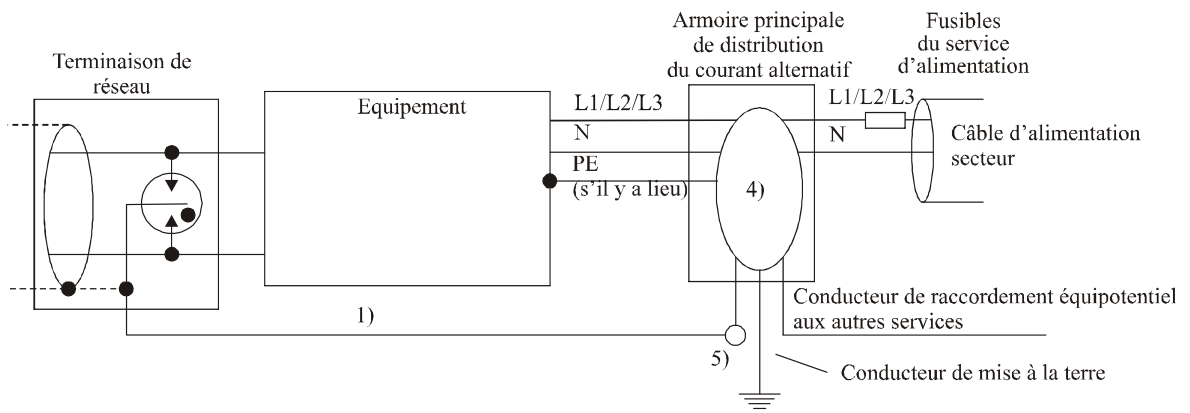 Terminaison de
réseau
Equipement
L1/L2/L3
N
PE
(s'il y a lieu)
Armoire principale
de distribution
du courant alternatif
4)
Fusibles
du service
d'alimentation
L1/L2/L3
N
Câble d'alimentation
secteur
1)
5)
Conducteur de raccordement équipotentiel
aux autres services
Conducteur de mise à la terre